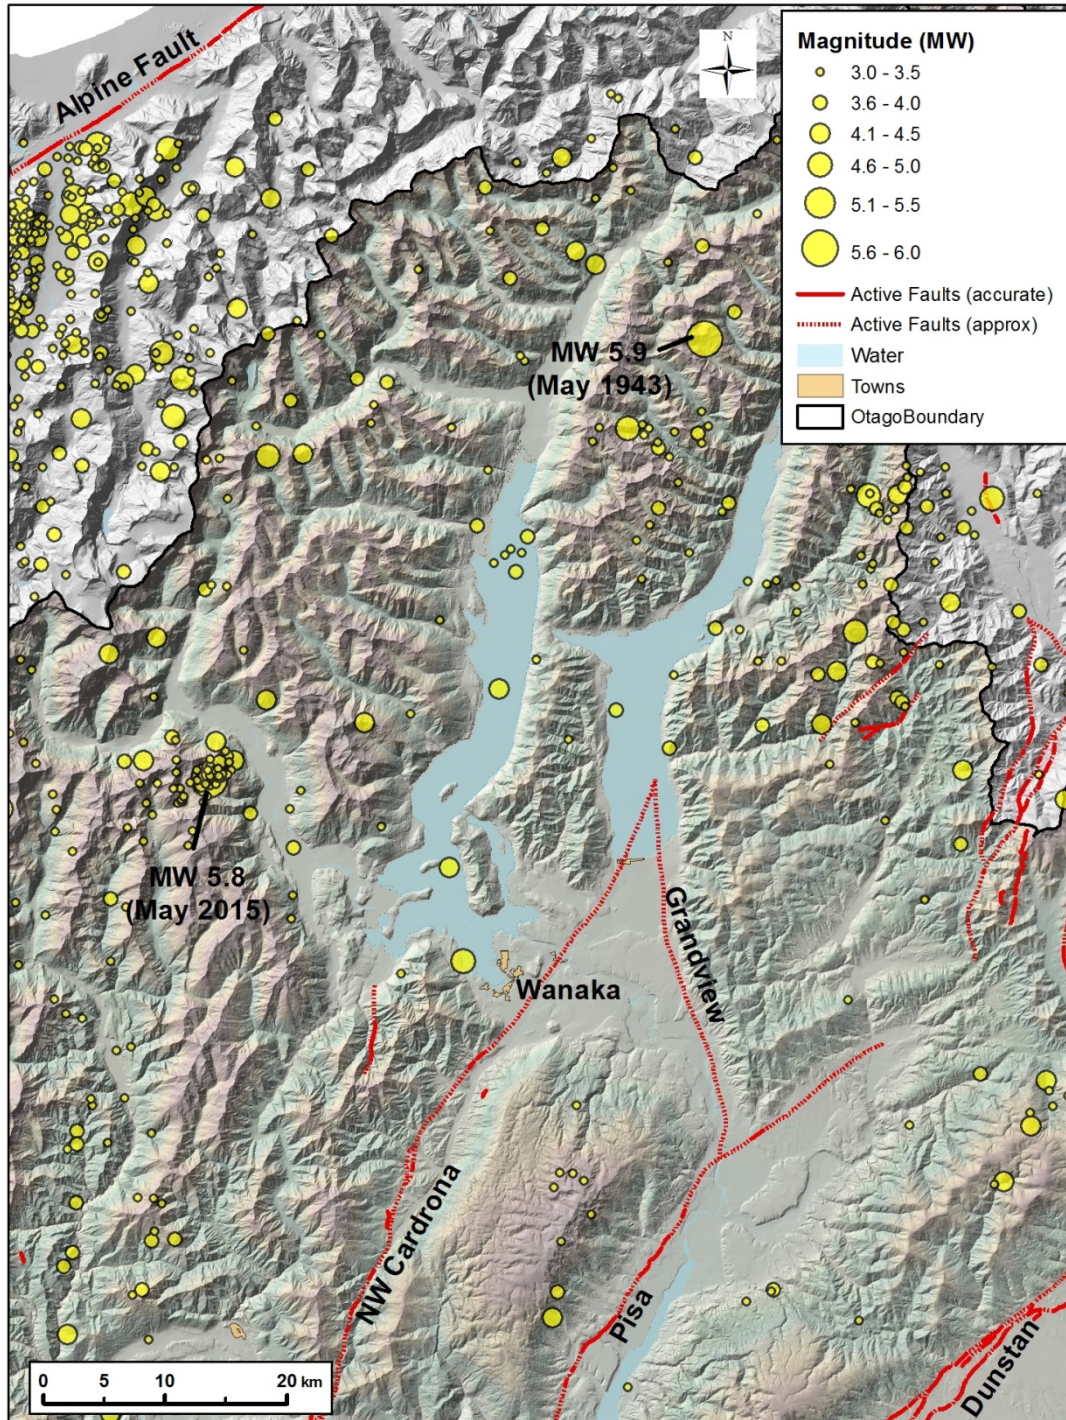 Alpine Fault
N
Magnitude (MW)
3.0 - 3.5
3.6 - 4.0
4.1 - 4.5
4.6 - 5.0
5.1 - 5.5
5.6 - 6.0
Active Faults (accurate)
Active Faults (approx)
Water
Towns
OtagoBoundary
MW 5.9
(May 1943)
MW 5.8
(May 2015)
Grandview
Wanaka
NW Cardrona
Pisa
Dunstan
0 5 10 20 km